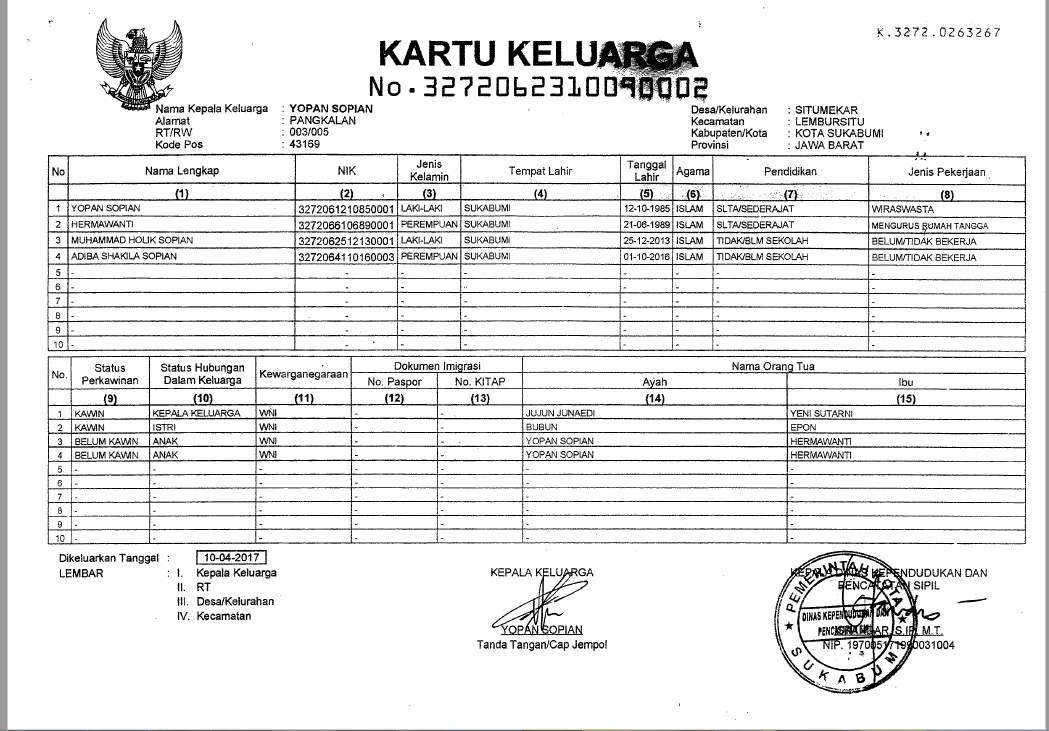 K.3272.0263267
KARTU KELUARGA
No. 3272062310090002
Nama Kepala Keluarga : YOPAN SOPIAN
Alamat : PANGKALAN
RT/RW : 003/005
Kode Pos : 43169
Desa/Kelurahan : SITUMEKAR
Kecamatan : LEMBURSITU
Kabupaten/Kota : KOTA SUKABUMI
Provinsi : JAWA BARAT
No Nama Lengkap NIK Jenis Kelamin Tempat Lahir Tanggal Lahir Agama Pendidikan Jenis Pekerjaan
(1) (2) (3) (4) (5) (6) (7) (8)
1 YOPAN SOPIAN 3272061210850001 LAKI-LAKI SUKABUMI 12-10-1985 ISLAM SLTA/SEDERAJAT WIRASWASTA
2 HERMAWANTI 3272066106890001 PEREMPUAN SUKABUMI 21-06-1989 ISLAM SLTA/SEDERAJAT MENGURUS RUMAH TANGGA
3 MUHAMMAD HOLIK SOPIAN 3272062512130001 LAKI-LAKI SUKABUMI 25-12-2013 ISLAM TIDAK/BLM SEKOLAH BELUM/TIDAK BEKERJA
4 ADIBA SHAKILA SOPIAN 3272064110160003 PEREMPUAN SUKABUMI 01-10-2016 ISLAM TIDAK/BLM SEKOLAH BELUM/TIDAK BEKERJA
5 - - - - - - - -
6 - - - - - - - -
7 - - - - - - - -
8 - - - - - - - -
9 - - - - - - - -
10 - - - - - - - -
No. Status Perkawinan Status Hubungan Dalam Keluarga Kewarganegaraan Dokumen Imigrasi Nama Orang Tua
No. Paspor No. KITAP Ayah Ibu
(9) (10) (11) (12) (13) (14) (15)
1 KAWIN KEPALA KELUARGA WNI - - JUJUN JUNAEDI YENI SUTARNI
2 KAWIN ISTRI WNI - - BUBUN EPON
3 BELUM KAWIN ANAK WNI - - YOPAN SOPIAN HERMAWANTI
4 BELUM KAWIN ANAK WNI - - YOPAN SOPIAN HERMAWANTI
5 - - - - - - -
6 - - - - - - -
7 - - - - - - -
8 - - - - - - -
9 - - - - - - -
10 - - - - - - -
Dikeluarkan Tanggal : 10-04-2017
LEMBAR : I. Kepala Keluarga
II. RT
III. Desa/Kelurahan
IV. Kecamatan
KEPALA KELUARGA
YOPAN SOPIAN
Tanda Tangan/Cap Jempol
KEPALA DINAS KEPENDUDUKAN DAN
PENCATATAN SIPIL
S.IP, M.T.
NIP. 197005171990031004
PEMERINTAH KOTA
DINAS KEPENDUDUKAN DAN
SUKABUMI